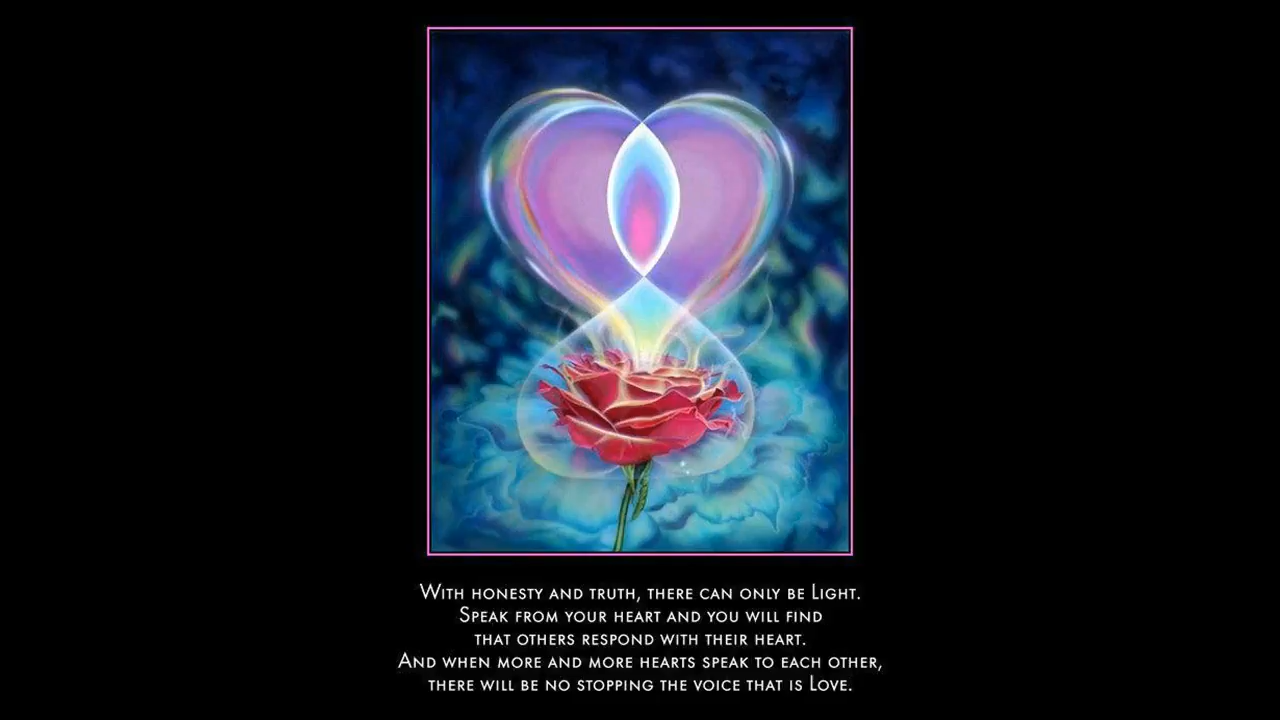 With honesty and truth, there can only be Light.
Speak from your heart and you will find
that others respond with their heart.
And when more and more hearts speak to each other,
there will be no stopping the voice that is Love.